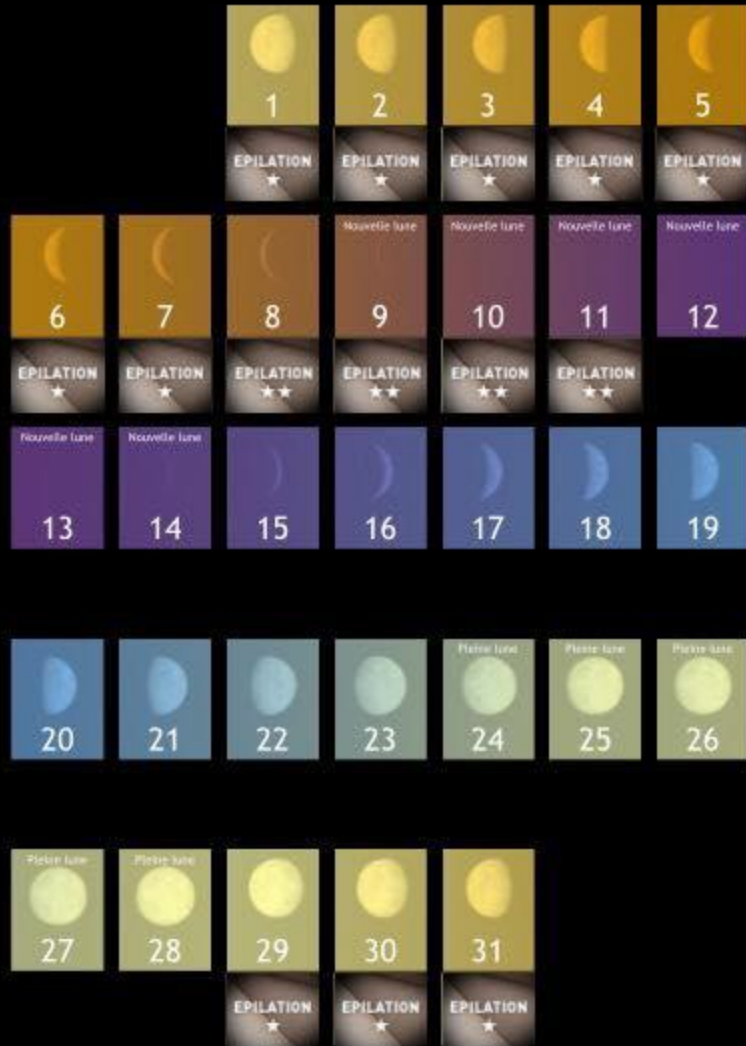 1 2 3 4 5
EPILATION EPILATION EPILATION EPILATION EPILATION
★ ★ ★ ★ ★
Nouvelle lune Nouvelle lune Nouvelle lune Nouvelle lune
6 7 8 9 10 11 12
EPILATION EPILATION EPILATION EPILATION EPILATION EPILATION
★ ★ ★★ ★★ ★★ ★★
Nouvelle lune Nouvelle lune
13 14 15 16 17 18 19
Pleine lune Pleine lune Pleine lune
20 21 22 23 24 25 26
Pleine lune Pleine lune
27 28 29 30 31
EPILATION EPILATION EPILATION
★ ★ ★